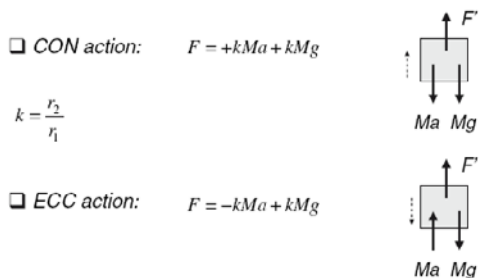 F'
❑ CON action: F = +kMa + kMg
k = r₂ / r₁
Ma Mg
F'
❑ ECC action: F = −kMa + kMg
Ma Mg